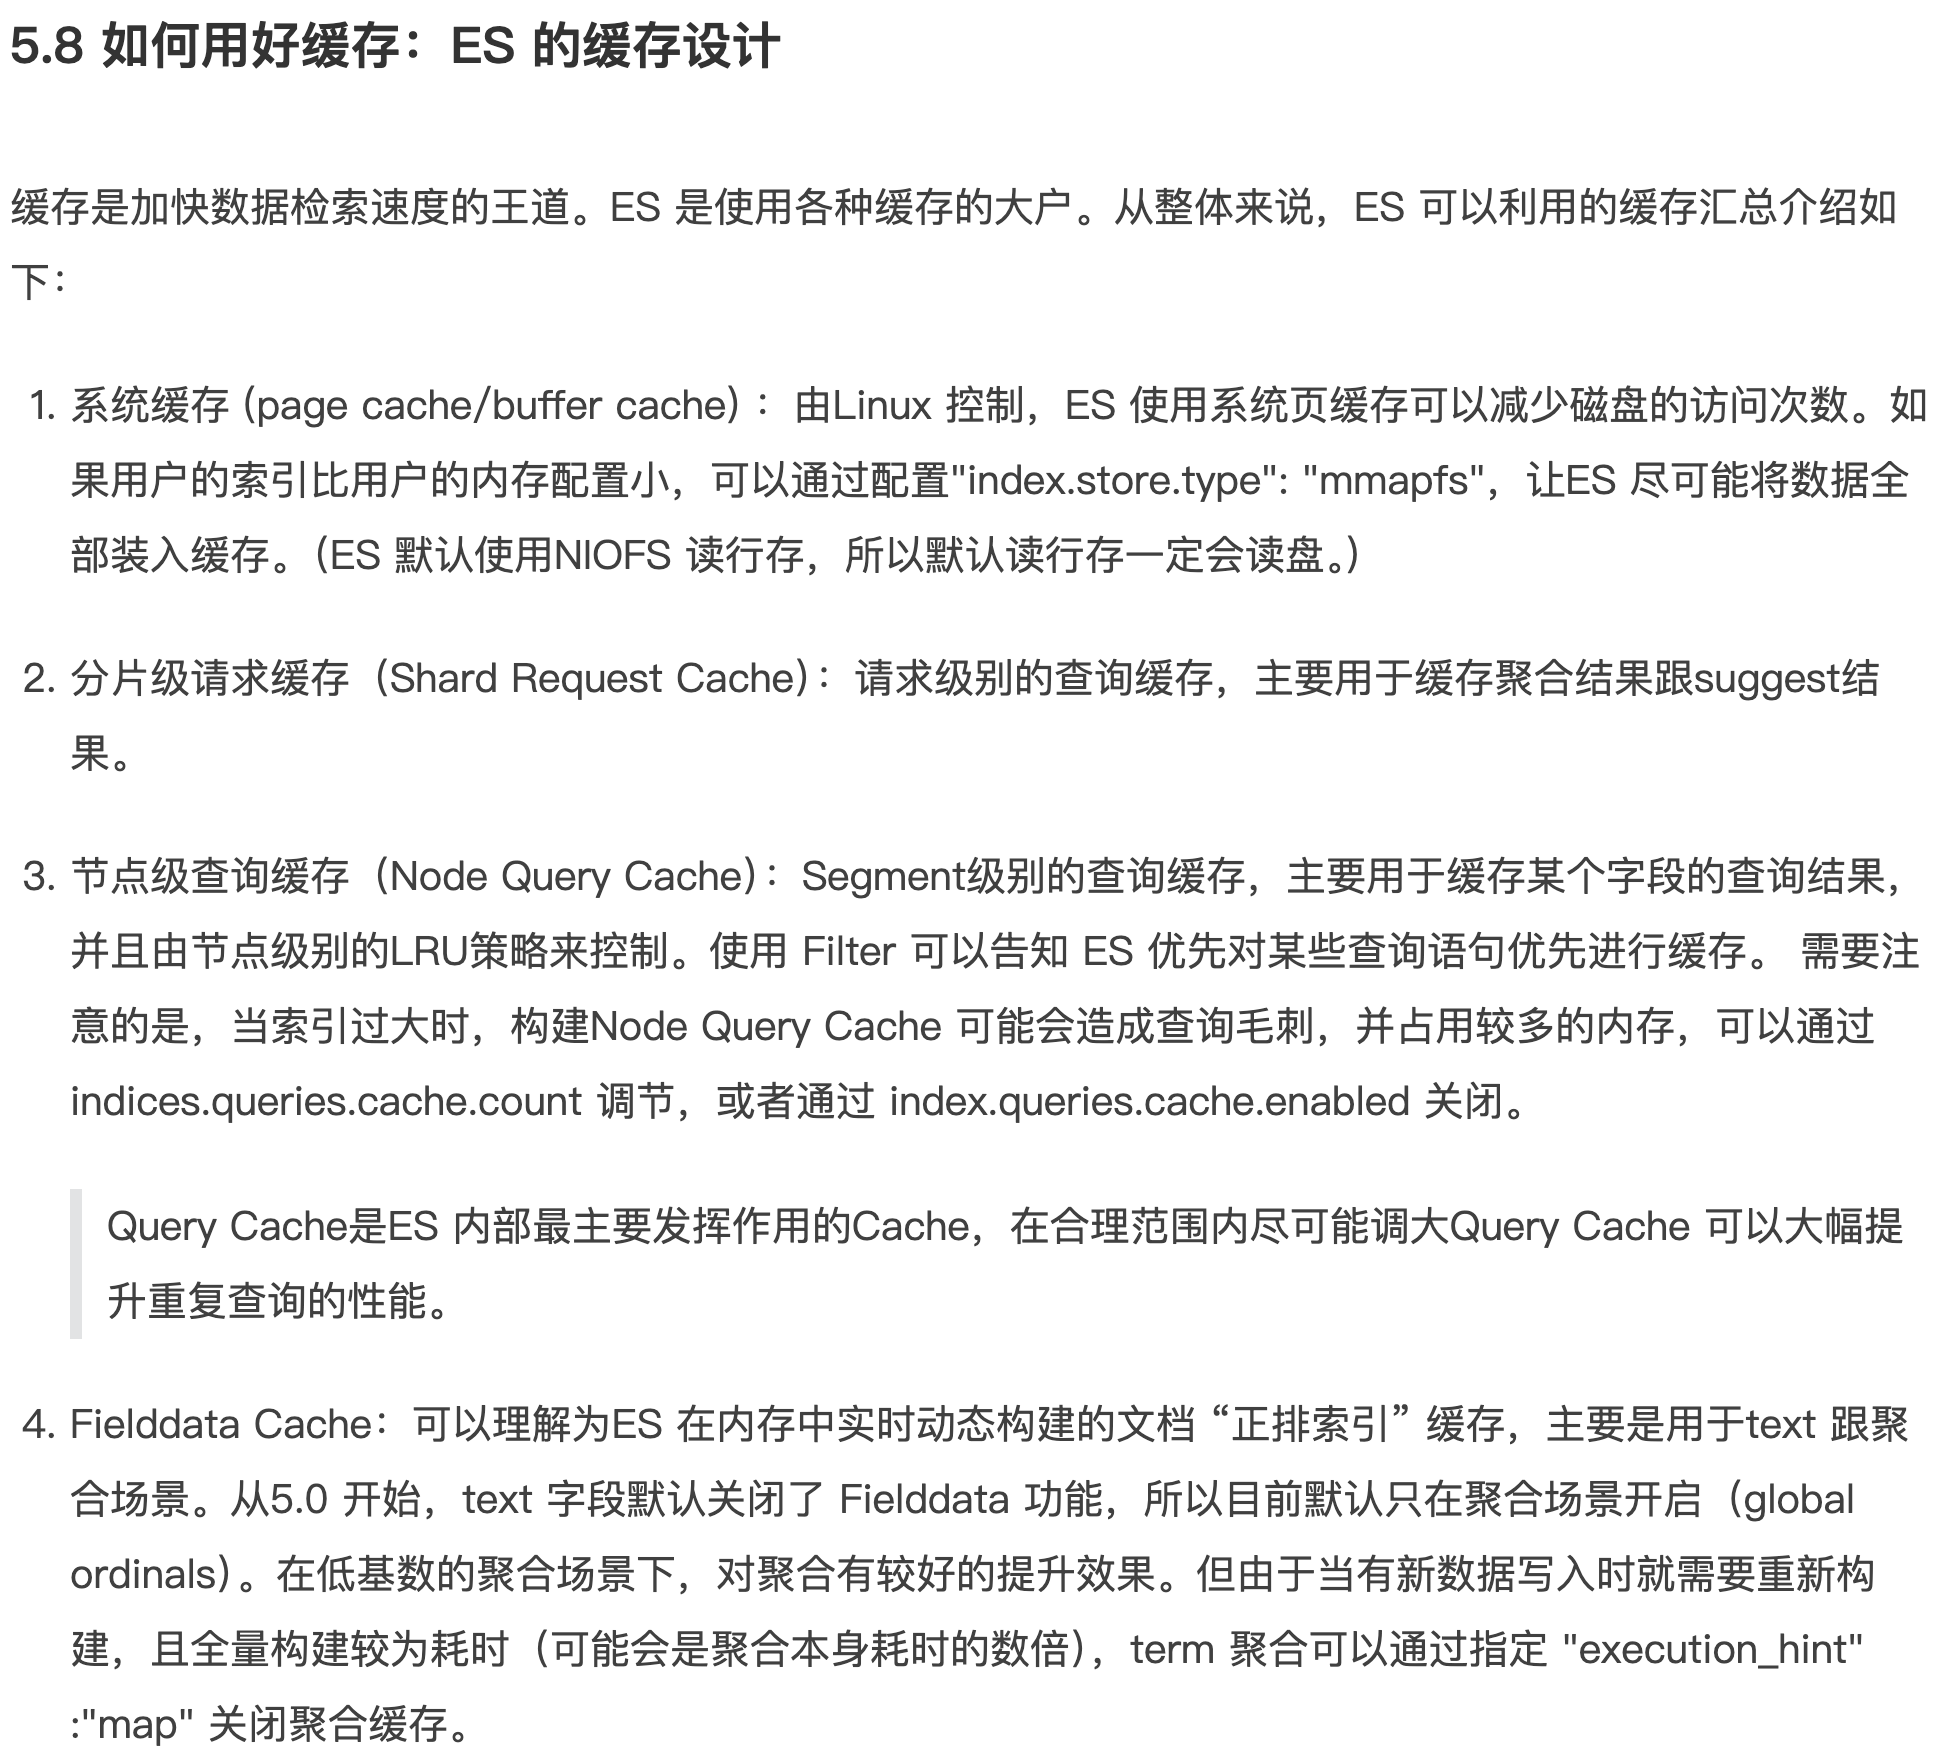 5.8 如何用好缓存：ES 的缓存设计
缓存是加快数据检索速度的王道。ES 是使用各种缓存的大户。从整体来说，ES 可以利用的缓存汇总介绍如
下：
1. 系统缓存 (page cache/buffer cache) ：由Linux 控制，ES 使用系统页缓存可以减少磁盘的访问次数。如
果用户的索引比用户的内存配置小，可以通过配置"index.store.type": "mmapfs"，让ES 尽可能将数据全
部装入缓存。（ES 默认使用NIOFS 读行存，所以默认读行存一定会读盘。）
2. 分片级请求缓存（Shard Request Cache）：请求级别的查询缓存，主要用于缓存聚合结果跟suggest结
果。
3. 节点级查询缓存（Node Query Cache）：Segment级别的查询缓存，主要用于缓存某个字段的查询结果，
并且由节点级别的LRU策略来控制。使用 Filter 可以告知 ES 优先对某些查询语句优先进行缓存。 需要注
意的是，当索引过大时，构建Node Query Cache 可能会造成查询毛刺，并占用较多的内存，可以通过
indices.queries.cache.count 调节，或者通过 index.queries.cache.enabled 关闭。
Query Cache是ES 内部最主要发挥作用的Cache，在合理范围内尽可能调大Query Cache 可以大幅提
升重复查询的性能。
4. Fielddata Cache：可以理解为ES 在内存中实时动态构建的文档 “正排索引” 缓存，主要是用于text 跟聚
合场景。从5.0 开始，text 字段默认关闭了 Fielddata 功能，所以目前默认只在聚合场景开启（global
ordinals）。在低基数的聚合场景下，对聚合有较好的提升效果。但由于当有新数据写入时就需要重新构
建，且全量构建较为耗时（可能会是聚合本身耗时的数倍），term 聚合可以通过指定 "execution_hint"
:"map" 关闭聚合缓存。